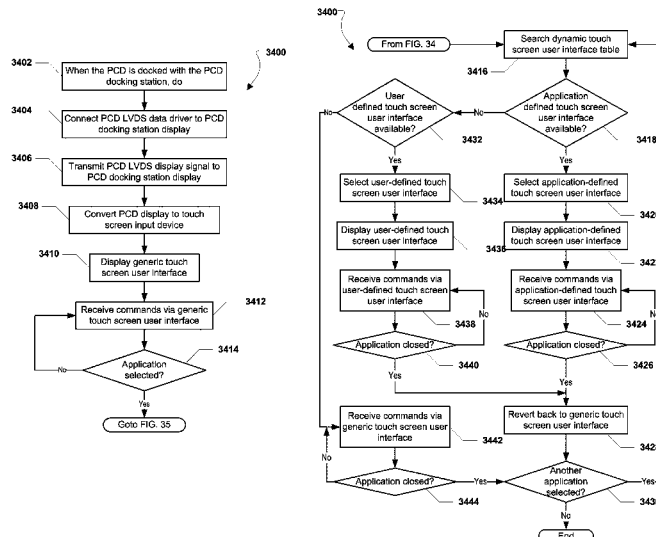 3400
3402
When the PCD is docked with the PCD
docking station, do
3404
Connect PCD LVDS data driver to PCD
docking station display
3406
Transmit PCD LVDS display signal to
PCD docking station display
3408
Convert PCD display to touch
screen input device
3410
Display generic touch
screen user interface
3412
Receive commands via generic
touch screen user interface
3414
Application
selected?
No
Yes
Goto FIG. 35
3400
From FIG. 34
Search dynamic touch
screen user interface table
3416
User
defined touch screen
user interface
available?
3432
No
No
Application
defined touch screen
user interface
available?
3418
Yes
Yes
Select user-defined touch
screen user interface
3434
Select application-defined
touch screen user interface
Display user-defined touch
screen user interface
3436
Display application-defined
touch screen user interface
Receive commands via
user-defined touch screen
user interface
3438
Receive commands via
application-defined touch
screen user interface
3424
No
No
Application closed?
3440
Application closed?
3426
Yes
Yes
Receive commands via
generic touch screen user
interface
3442
Revert back to generic touch
screen user interface
No
Application closed?
3444
Yes
Another
application
selected?
Yes
No
End